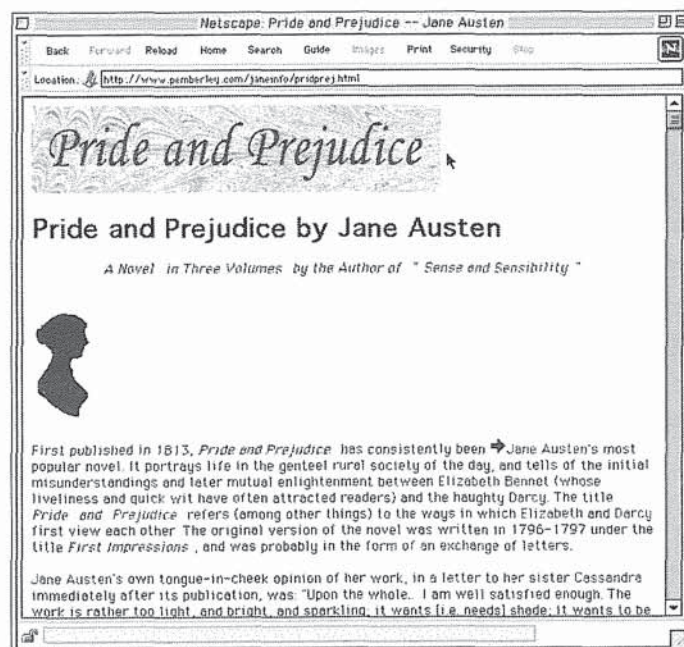 Netscape: Pride and Prejudice -- Jane Austen
Back Forward Reload Home Search Guide Images Print Security Stop
N
Location: http://www.pemberley.com/janeinfo/pridprej.html
Pride and Prejudice
Pride and Prejudice by Jane Austen
A Novel in Three Volumes by the Author of " Sense and Sensibility "
First published in 1813, Pride and Prejudice has consistently been Jane Austen's most
popular novel. It portrays life in the genteel rural society of the day, and tells of the initial
misunderstandings and later mutual enlightenment between Elizabeth Bennet (whose
liveliness and quick wit have often attracted readers) and the haughty Darcy. The title
Pride and Prejudice refers (among other things) to the ways in which Elizabeth and Darcy
first view each other. The original version of the novel was written in 1796-1797 under the
title First Impressions , and was probably in the form of an exchange of letters.
Jane Austen's own tongue-in-cheek opinion of her work, in a letter to her sister Cassandra
immediately after its publication, was: "Upon the whole.. I am well satisfied enough. The
work is rather too light, and bright, and sparkling; it wants [i.e. needs] shade; it wants to be